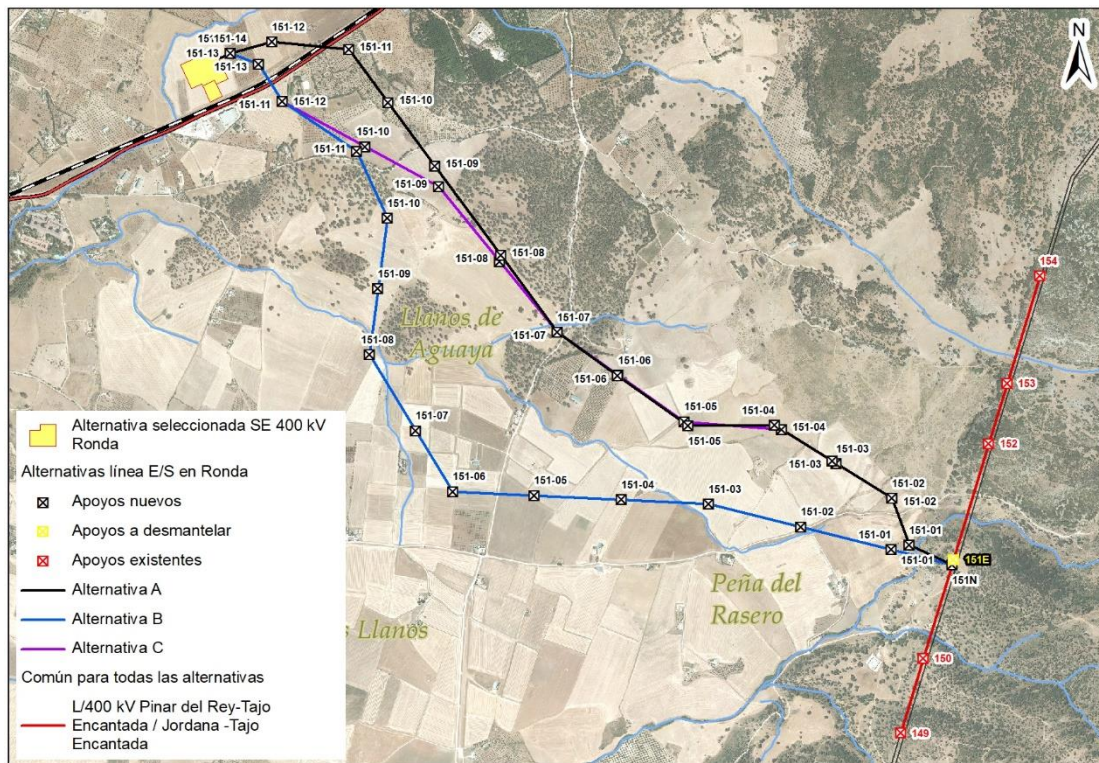 151-12
151-14
151-13
151-11
N
151-13
151-10
151-11
151-12
151-10
151-11
151-09
151-09
151-10
151-08
151-08
154
151-09
Llanos de
Aguaya
151-07
151-07
151-08
151-06
151-06
153
151-05
151-04
151-05
151-04
151-07
152
151-03
151-03
151-06
151-05
151-04
151-03
151-02
151-02
151-02
151-01
151-01
151-01
151E
151N
Peña del
Rasero
Llanos
150
149
Alternativa seleccionada SE 400 kV
Ronda
Alternativas línea E/S en Ronda
Apoyos nuevos
Apoyos a desmantelar
Apoyos existentes
Alternativa A
Alternativa B
Alternativa C
Común para todas las alternativas
L/400 kV Pinar del Rey-Tajo
Encantada / Jordana -Tajo
Encantada